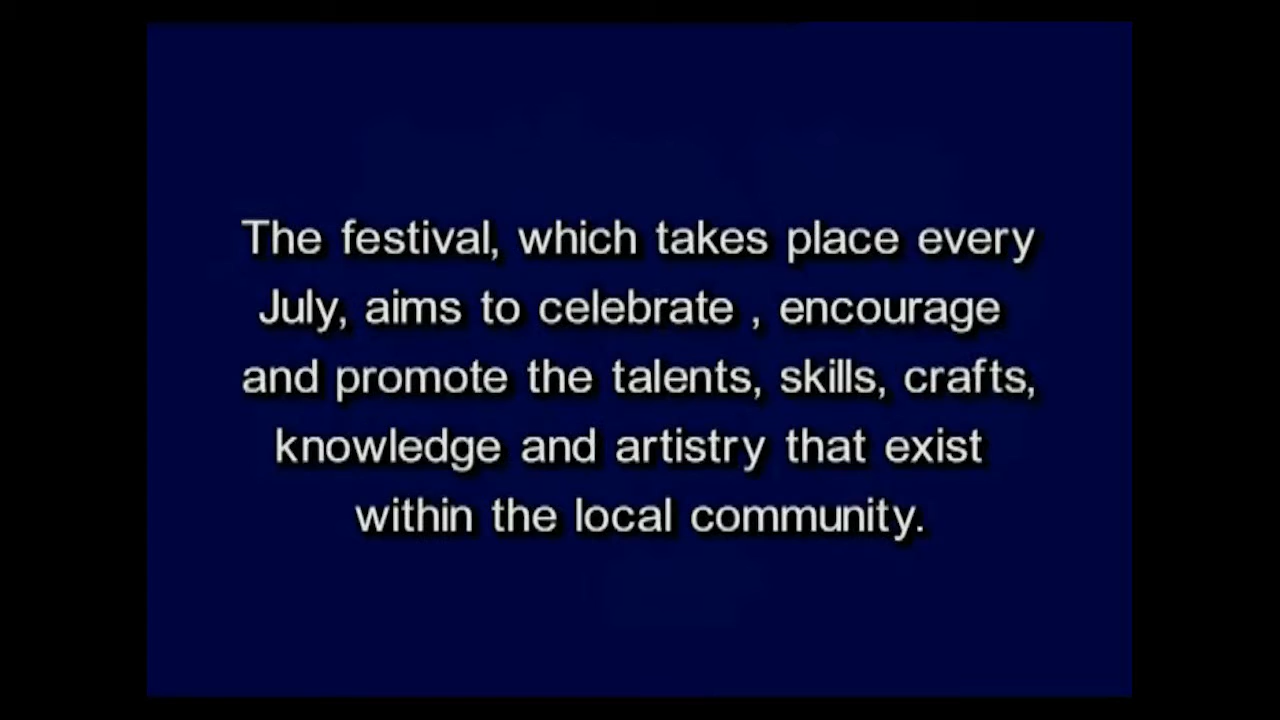 The festival, which takes place every
July, aims to celebrate , encourage
and promote the talents, skills, crafts,
knowledge and artistry that exist
within the local community.